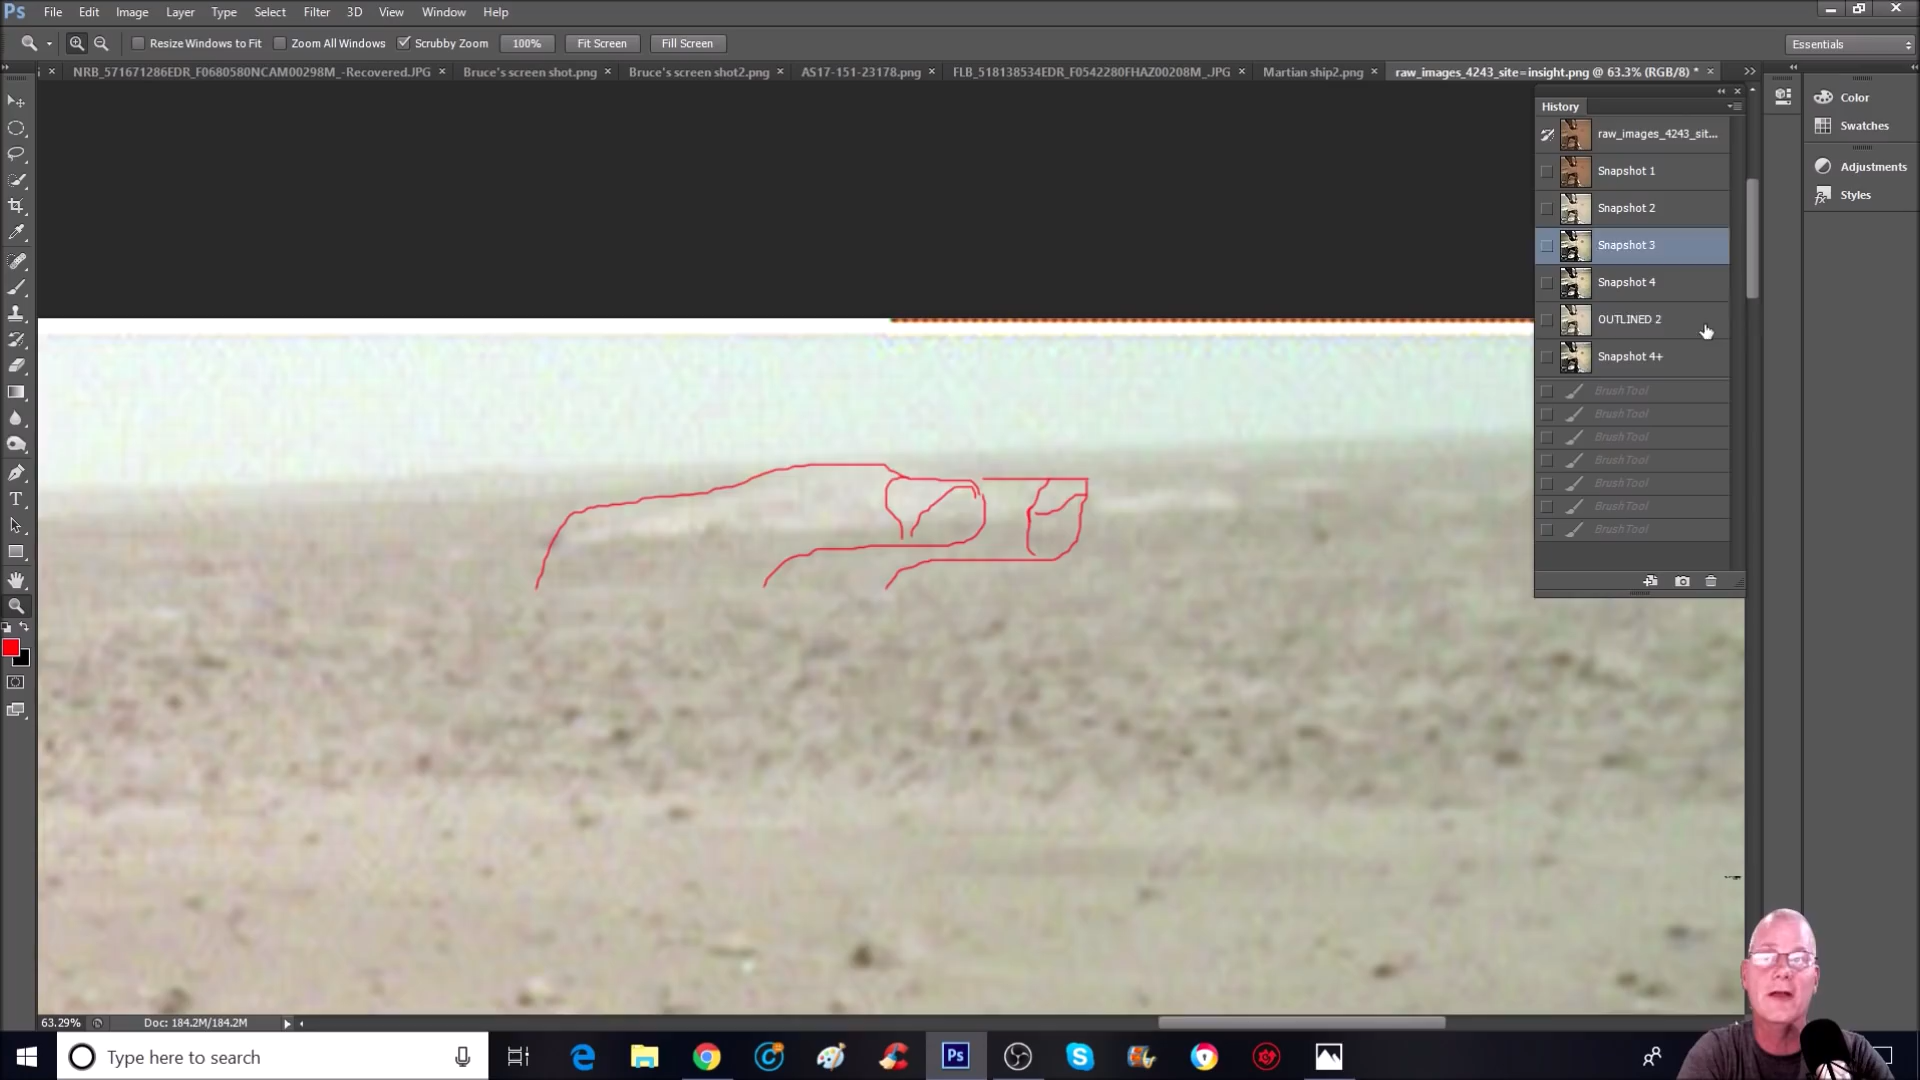 Ps File Edit Image Layer Type Select Filter 3D View Window Help
Resize Windows to Fit Zoom All Windows Scrubby Zoom 100% Fit Screen Fill Screen Essentials
NRB_571671286EDR_F0680580NCAM00298M_-Recovered.JPG × Bruce's screen shot.png × Bruce's screen shot2.png × AS17-151-23178.png × FLB_518138534EDR_F0542280FHAZ00208M_.JPG × Martian ship2.png × raw_images_4243_site=insight.png @ 63.3% (RGB/8) * ×
History
raw_images_4243_sit...
Snapshot 1
Snapshot 2
Snapshot 3
Snapshot 4
OUTLINED 2
Snapshot 4+
Brush Tool
Brush Tool
Brush Tool
Brush Tool
Brush Tool
Brush Tool
Brush Tool
Color
Swatches
Adjustments
Styles
63.29% Doc: 184.2M/184.2M
Type here to search
Ps